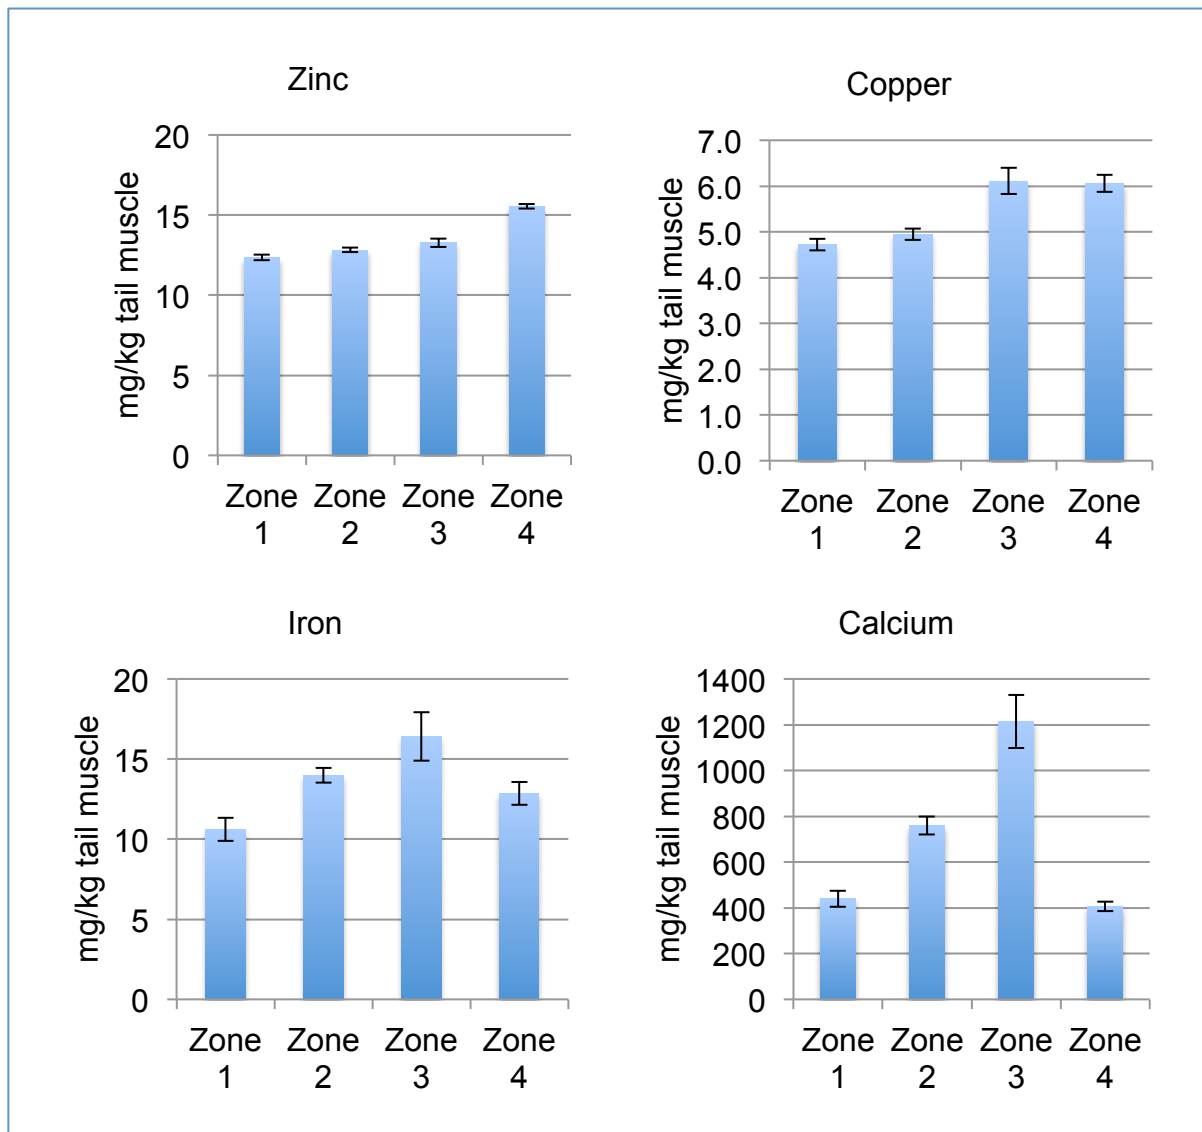 Zinc
mg/kg tail muscle
20
15
10
5
0
Zone 1
Zone 2
Zone 3
Zone 4
Copper
mg/kg tail muscle
7.0
6.0
5.0
4.0
3.0
2.0
1.0
0.0
Zone 1
Zone 2
Zone 3
Zone 4
Iron
mg/kg tail muscle
20
15
10
5
0
Zone 1
Zone 2
Zone 3
Zone 4
Calcium
mg/kg tail muscle
1400
1200
1000
800
600
400
200
0
Zone 1
Zone 2
Zone 3
Zone 4